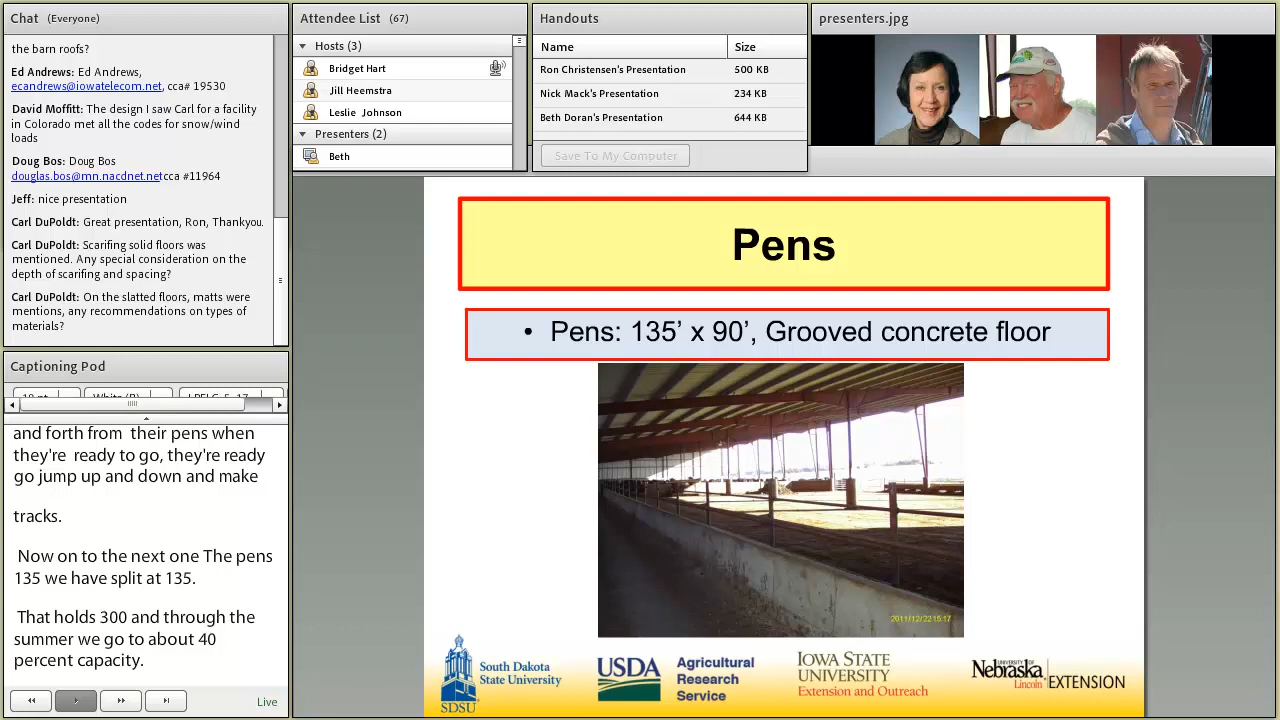 Chat (Everyone)
the barn roofs?
Ed Andrews: Ed Andrews,
ecandrews@iowatelecom.net, cca# 19530
David Moffitt: The design I saw Carl for a facility
in Colorado met all the codes for snow/wind
loads
Doug Bos: Doug Bos
douglas.bos@mn.nacdnet.netcca #11964
Jeff: nice presentation
Carl DuPoldt: Great presentation, Ron, Thankyou.
Carl DuPoldt: Scarifing solid floors was
mentioned. Any special consideration on the
depth of scarifing and spacing?
Carl DuPoldt: On the slatted floors, matts were
mentions, any recommendations on types of
materials?
Captioning Pod
and forth from their pens when
they're ready to go, they're ready
go jump up and down and make
tracks.
Now on to the next one The pens
135 we have split at 135.
That holds 300 and through the
summer we go to about 40
percent capacity.
Live
Attendee List (67)
Hosts (3)
Bridget Hart
Jill Heemstra
Leslie Johnson
Presenters (2)
Beth
Handouts
Name Size
Ron Christensen's Presentation 500 KB
Nick Mack's Presentation 234 KB
Beth Doran's Presentation 644 KB
Save To My Computer
presenters.jpg
Pens
• Pens: 135’ x 90’, Grooved concrete floor
2011/12/22 15:17
SDSU
South Dakota
State University
USDA
Agricultural
Research
Service
Iowa State
University
Extension and Outreach
University of
Nebraska
Lincoln
EXTENSION